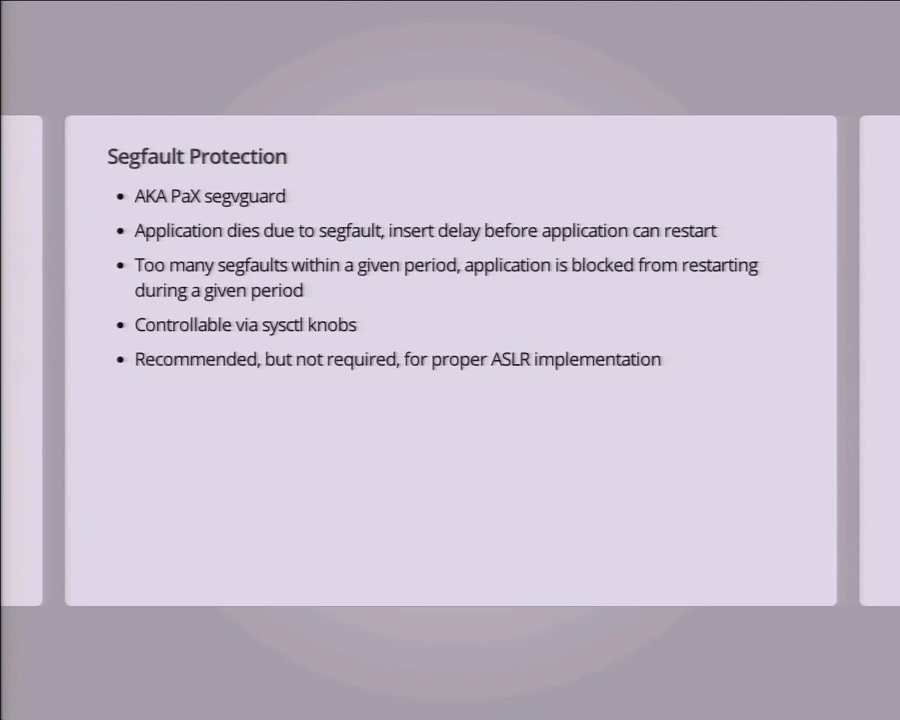 Segfault Protection
• AKA PaX segvguard
• Application dies due to segfault, insert delay before application can restart
• Too many segfaults within a given period, application is blocked from restarting
during a given period
• Controllable via sysctl knobs
• Recommended, but not required, for proper ASLR implementation